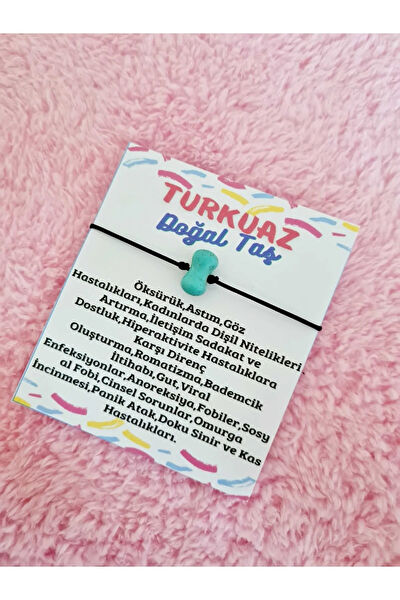 TURKUAZ
Doğal Taş
Öksürük,Astım,Göz
Hastalıkları,Kadınlarda Dişil Nitelikleri
Artırma,İletişim Sadakat ve
Dostluk,Hiperaktivite Hastalıklara
Karşı Direnç
Oluşturma,Romatizma,Bademcik
İltihabı,Gut,Viral
Enfeksiyonlar,Anoreksiya,Fobiler,Sosy
al Fobi,Cinsel Sorunlar,Omurga
İncinmesi,Panik Atak,Doku Sinir ve Kas
Hastalıkları.